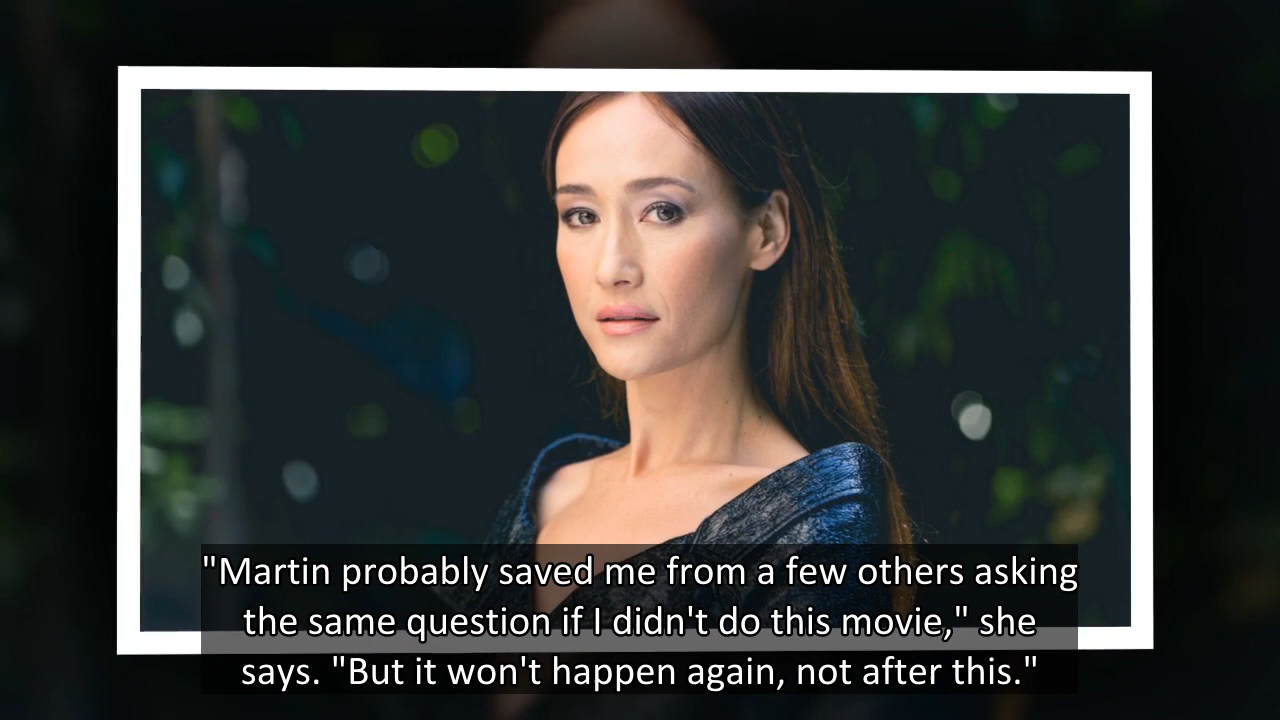 "Martin probably saved me from a few others asking
the same question if I didn't do this movie," she
says. "But it won't happen again, not after this."